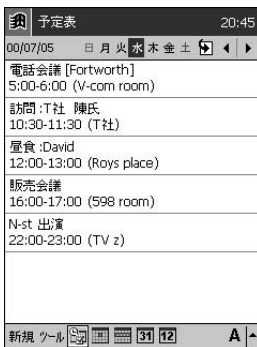 予定表 20:45
00/07/05 日 月 火 水 木 金 土
電話会議 [Fortworth]
5:00-6:00 (V-com room)
訪問:T社 陳氏
10:30-11:30 (T社)
昼食:David
12:00-13:00 (Roys place)
販売会議
16:00-17:00 (598 room)
N-st 出演
22:00-23:00 (TV z)
新規 ツール 31 12 A